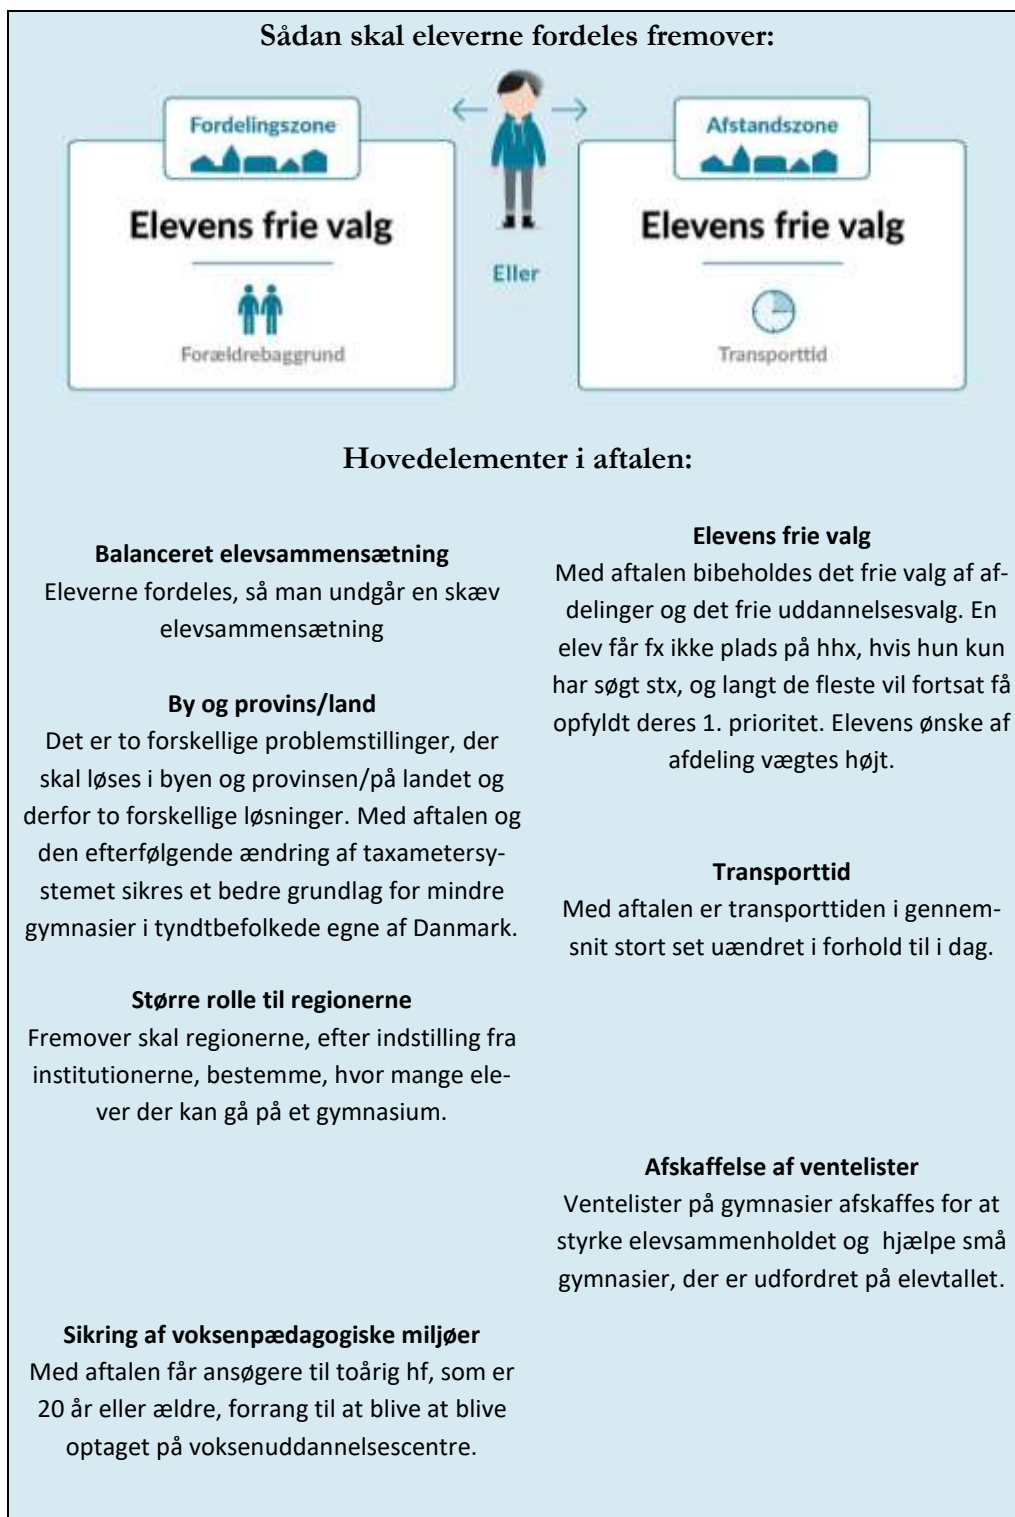 Sådan skal eleverne fordeles fremover:
Fordelingszone
Elevens frie valg
Forældrebaggrund
Eller
Afstandszone
Elevens frie valg
Transporttid
Hovedelementer i aftalen:
Balanceret elevsammensætning
Eleverne fordeles, så man undgår en skæv
elevsammensætning
By og provins/land
Det er to forskellige problemstillinger, der
skal løses i byen og provinsen/på landet og
derfor to forskellige løsninger. Med aftalen og
den efterfølgende ændring af taxametersy-
stemet sikres et bedre grundlag for mindre
gymnasier i tyndtbefolkede egne af Danmark.
Større rolle til regionerne
Fremover skal regionerne, efter indstilling fra
institutionerne, bestemme, hvor mange ele-
ver der kan gå på et gymnasium.
Sikring af voksenpædagogiske miljøer
Med aftalen får ansøgere til toårig hf, som er
20 år eller ældre, forrang til at blive at blive
optaget på voksenuddannelsescentre.
Elevens frie valg
Med aftalen bibeholdes det frie valg af af-
delinger og det frie uddannelsesvalg. En
elev får fx ikke plads på hhx, hvis hun kun
har søgt stx, og langt de fleste vil fortsat få
opfyldt deres 1. prioritet. Elevens ønske af
afdeling vægtes højt.
Transporttid
Med aftalen er transporttiden i gennem-
snit stort set uændret i forhold til i dag.
Afskaffelse af ventelister
Ventelister på gymnasier afskaffes for at
styrke elevsammenholdet og  hjælpe små
gymnasier, der er udfordret på elevtallet.